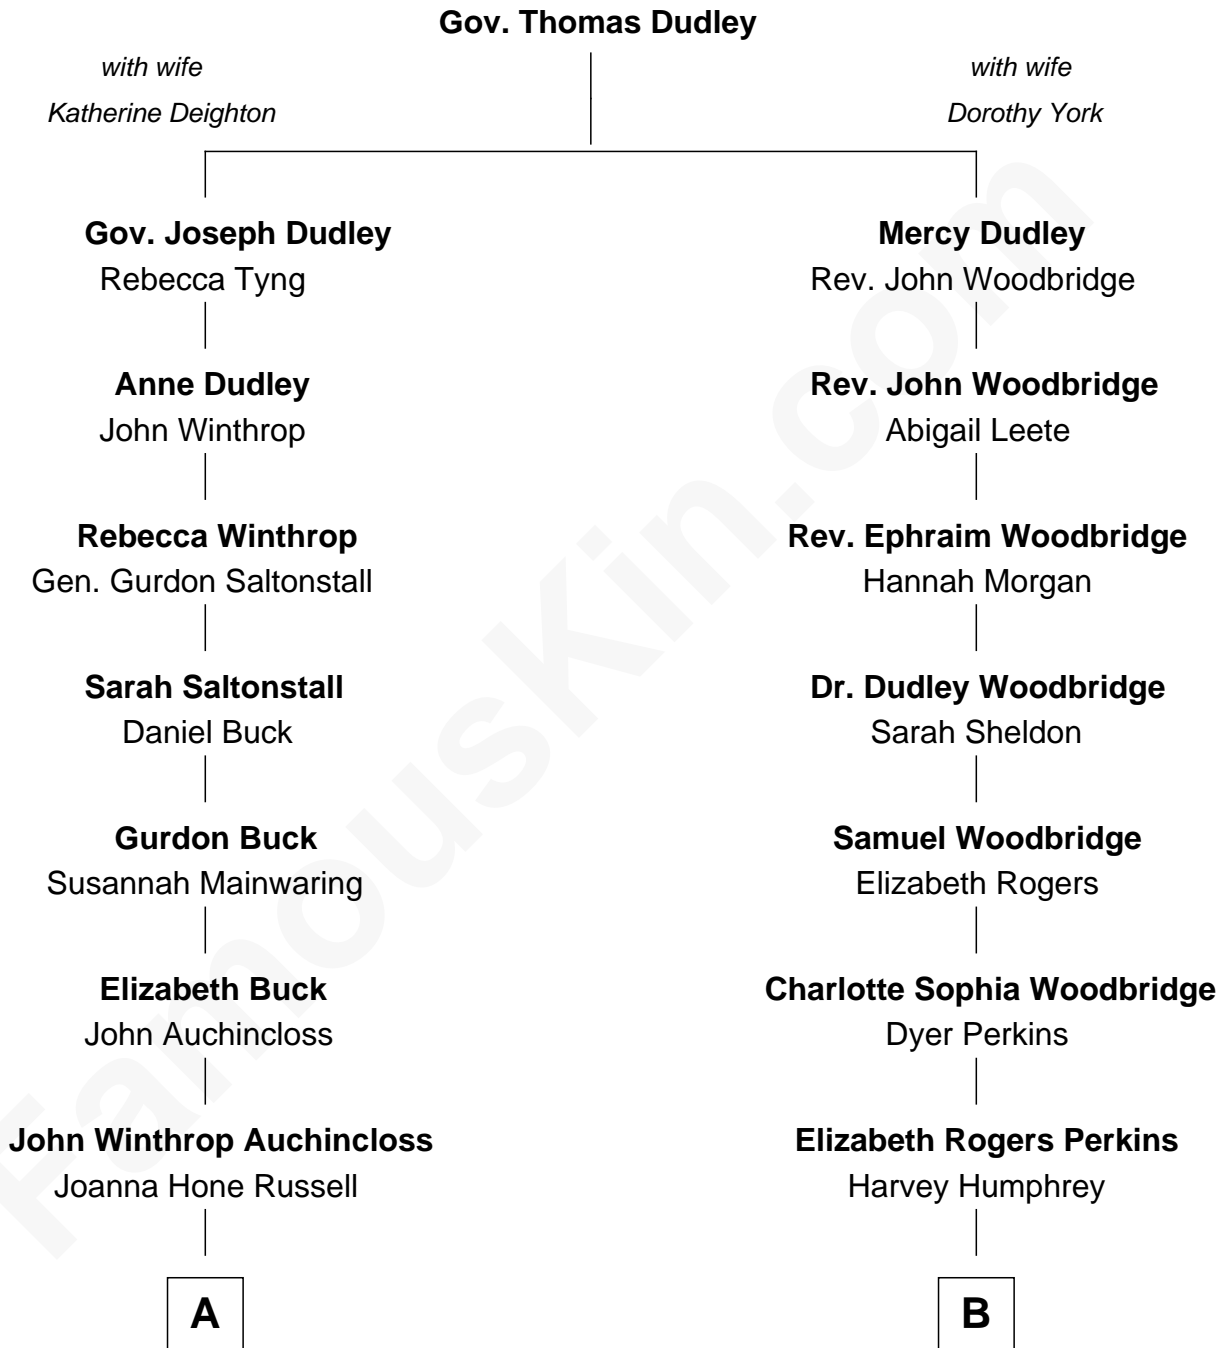 Gov. Thomas Dudley
with wife
Katherine Deighton
with wife
Dorothy York
Gov. Joseph Dudley
Rebecca Tyng
Mercy Dudley
Rev. John Woodbridge
Anne Dudley
John Winthrop
Rev. John Woodbridge
Abigail Leete
Rebecca Winthrop
Gen. Gurdon Saltonstall
Rev. Ephraim Woodbridge
Hannah Morgan
Sarah Saltonstall
Daniel Buck
Dr. Dudley Woodbridge
Sarah Sheldon
Gurdon Buck
Susannah Mainwaring
Samuel Woodbridge
Elizabeth Rogers
Elizabeth Buck
John Auchincloss
Charlotte Sophia Woodbridge
Dyer Perkins
John Winthrop Auchincloss
Joanna Hone Russell
Elizabeth Rogers Perkins
Harvey Humphrey
A
B
FamousKin.com